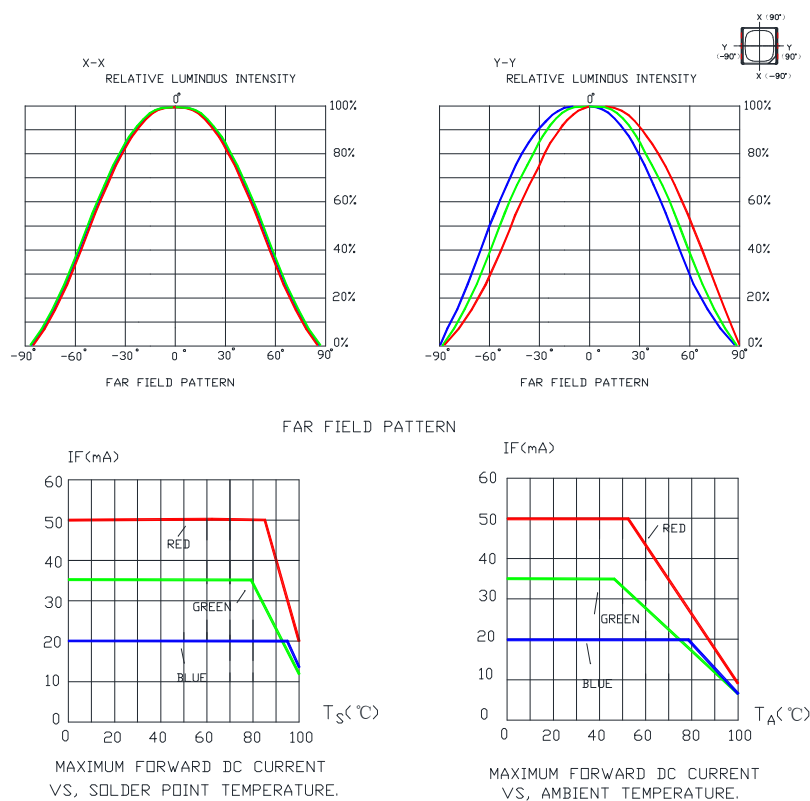 X (90°)
Y Y
(-90°) (90°)
X (-90°)
X-X
RELATIVE LUMINOUS INTENSITY
0°
100%
80%
60%
40%
20%
0%
-90° -60° -30° 0° 30° 60° 90°
FAR FIELD PATTERN
Y-Y
RELATIVE LUMINOUS INTENSITY
0°
100%
80%
60%
40%
20%
0%
-90° -60° -30° 0° 30° 60° 90°
FAR FIELD PATTERN
FAR FIELD PATTERN
IF(mA)
60
50
40
30
20
10
0
RED
GREEN
BLUE
0 20 40 60 80 100
TS(℃)
MAXIMUM FORWARD DC CURRENT
VS, SOLDER POINT TEMPERATURE.
IF(mA)
60
50
40
30
20
10
0
RED
GREEN
BLUE
0 20 40 60 80 100
TA(℃)
MAXIMUM FORWARD DC CURRENT
VS, AMBIENT TEMPERATURE.